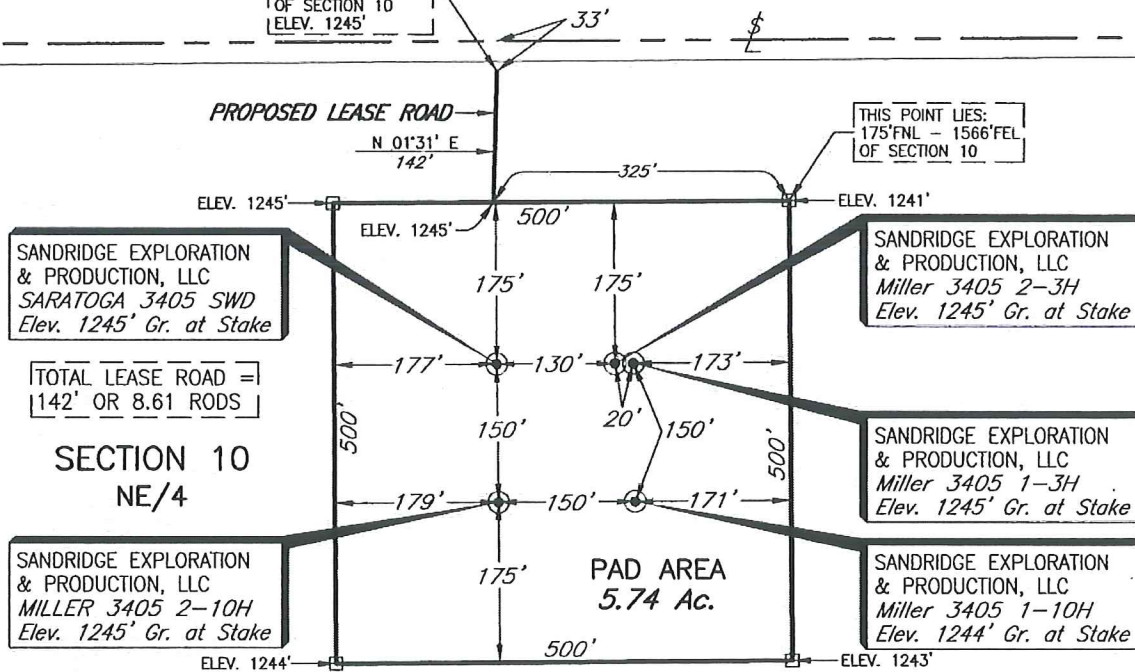 OF SECTION 10
ELEV. 1245'
33'
℄
PROPOSED LEASE ROAD
N 01°31' E
142'
THIS POINT LIES:
175'FNL – 1566'FEL
OF SECTION 10
325'
ELEV. 1245'
500'
ELEV. 1241'
ELEV. 1245'
SANDRIDGE EXPLORATION
& PRODUCTION, LLC
SARATOGA 3405 SWD
Elev. 1245' Gr. at Stake
175'
175'
SANDRIDGE EXPLORATION
& PRODUCTION, LLC
Miller 3405 2-3H
Elev. 1245' Gr. at Stake
177'
130'
173'
TOTAL LEASE ROAD =
142' OR 8.61 RODS
20'
500'
150'
150'
500'
SECTION 10
NE/4
SANDRIDGE EXPLORATION
& PRODUCTION, LLC
Miller 3405 1-3H
Elev. 1245' Gr. at Stake
179'
150'
171'
SANDRIDGE EXPLORATION
& PRODUCTION, LLC
MILLER 3405 2-10H
Elev. 1245' Gr. at Stake
175'
PAD AREA
5.74 Ac.
SANDRIDGE EXPLORATION
& PRODUCTION, LLC
Miller 3405 1-10H
Elev. 1244' Gr. at Stake
500'
ELEV. 1244'
ELEV. 1243'